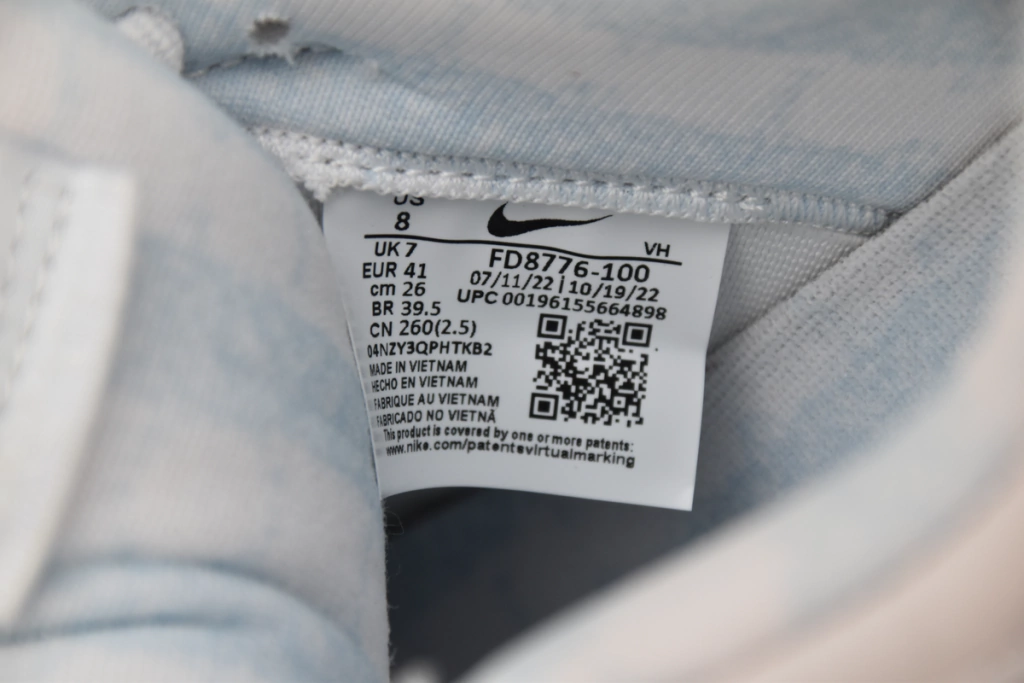 US
8
UK 7
EUR 41
cm 26
BR 39.5
CN 260(2.5)
04NZY3QPHTKB2
MADE IN VIETNAM
HECHO EN VIETNAM
FABRIQUE AU VIETNAM
FABRICADO NO VIETNÃ
VH
FD8776-100
07/11/22 | 10/19/22
UPC 00196155664898
This product is covered by one or more patents:
www.nike.com/patentsvirtualmarking